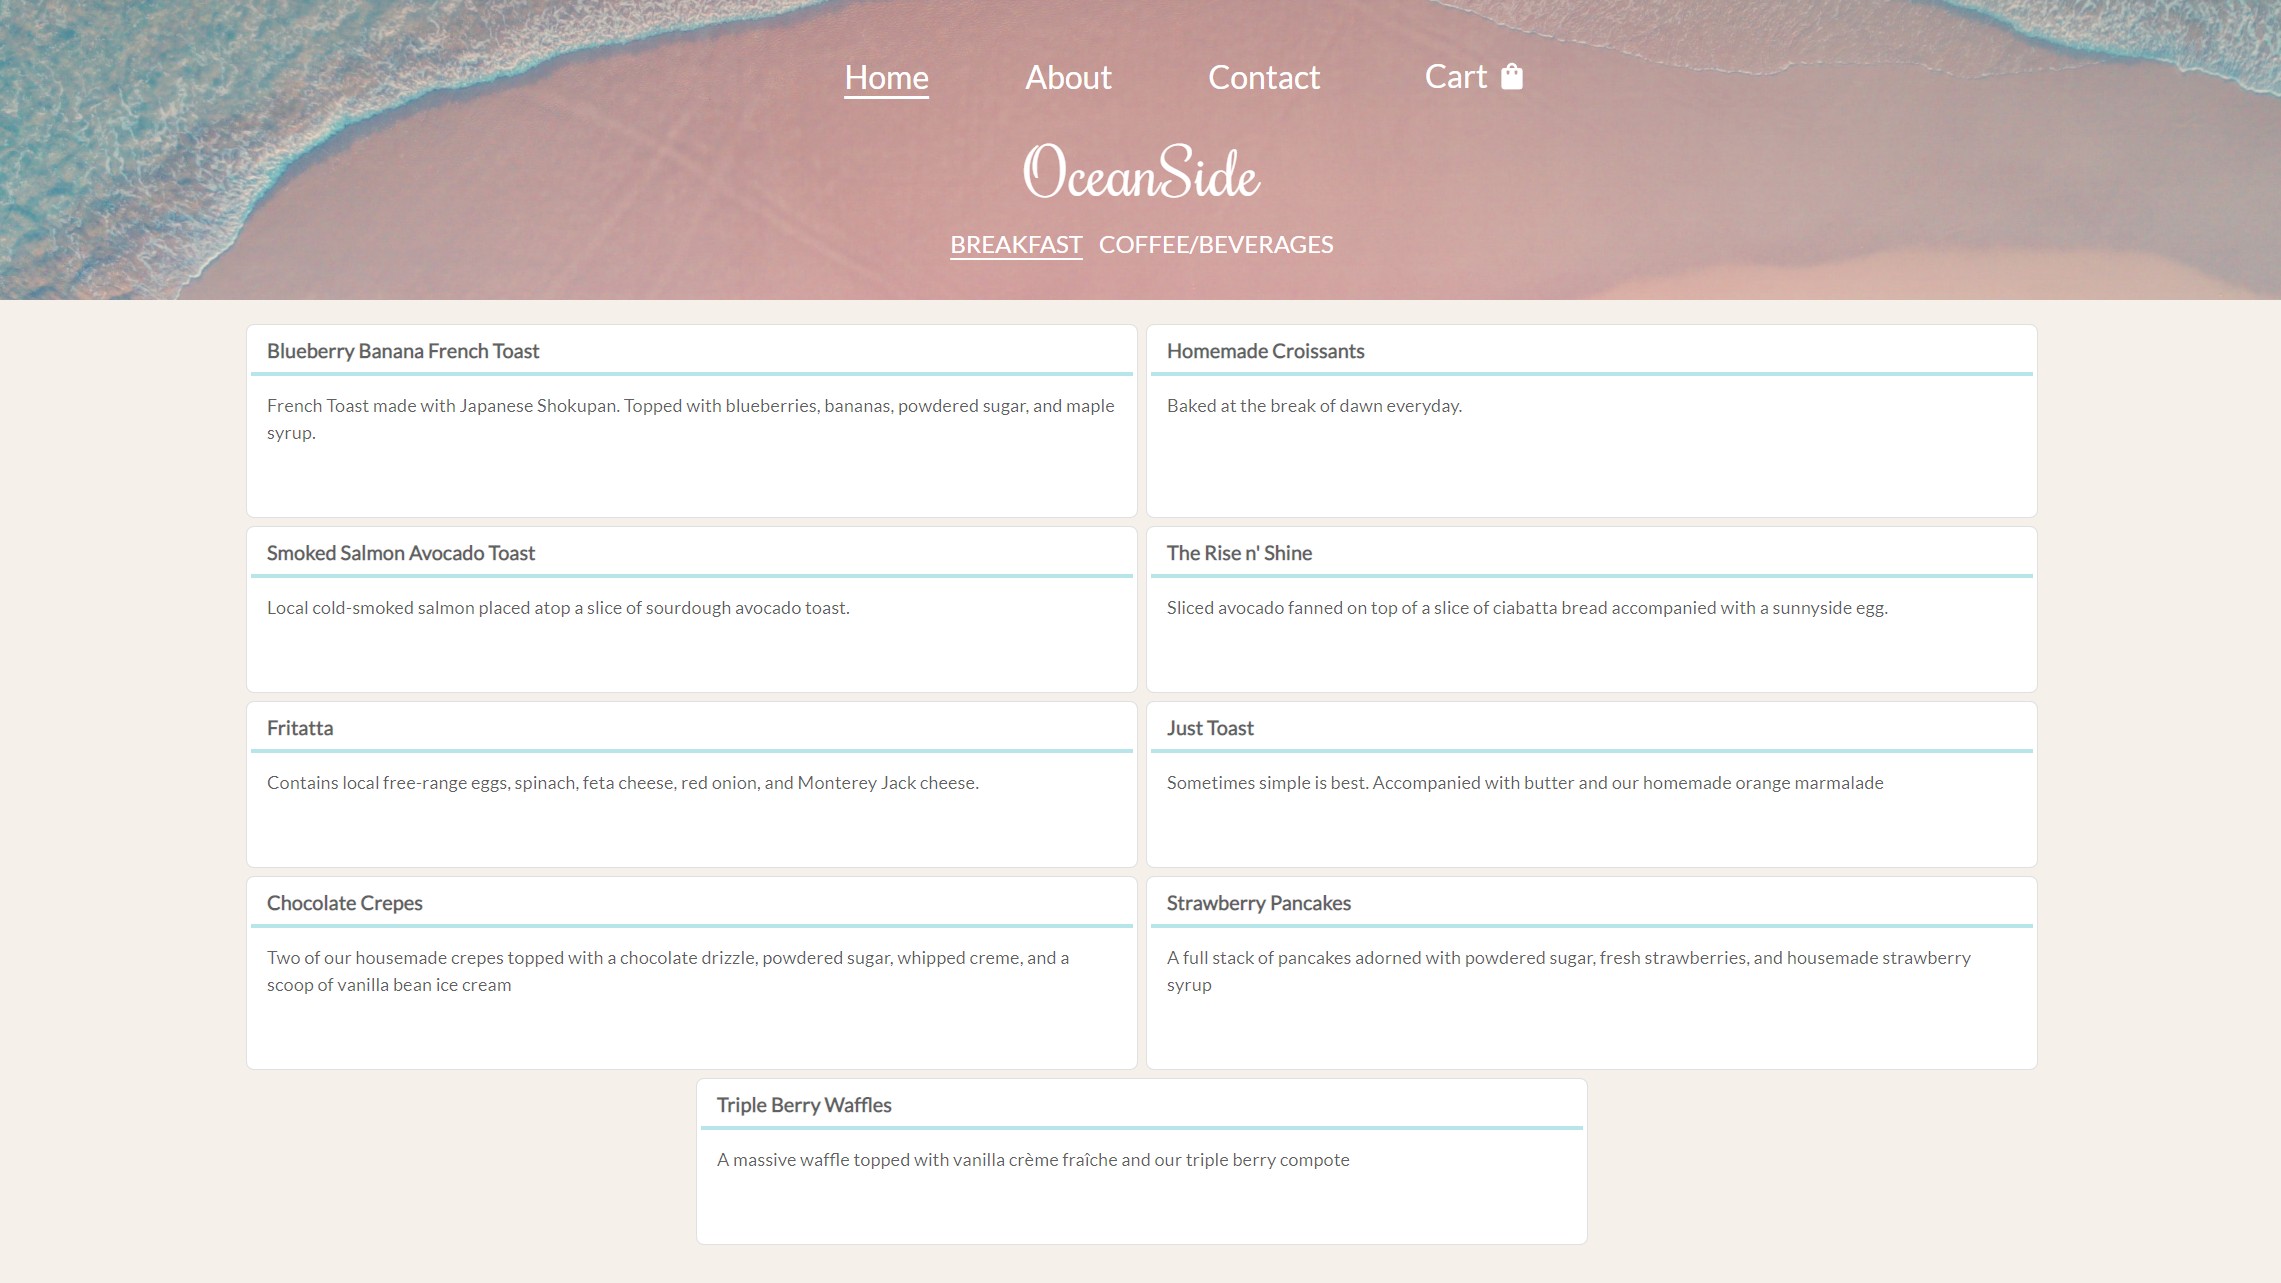 Home About Contact Cart
OceanSide
BREAKFAST COFFEE/BEVERAGES
Blueberry Banana French Toast
French Toast made with Japanese Shokupan. Topped with blueberries, bananas, powdered sugar, and maple
syrup.
Homemade Croissants
Baked at the break of dawn everyday.
Smoked Salmon Avocado Toast
Local cold-smoked salmon placed atop a slice of sourdough avocado toast.
The Rise n' Shine
Sliced avocado fanned on top of a slice of ciabatta bread accompanied with a sunnyside egg.
Fritatta
Contains local free-range eggs, spinach, feta cheese, red onion, and Monterey Jack cheese.
Just Toast
Sometimes simple is best. Accompanied with butter and our homemade orange marmalade
Chocolate Crepes
Two of our housemade crepes topped with a chocolate drizzle, powdered sugar, whipped creme, and a
scoop of vanilla bean ice cream
Strawberry Pancakes
A full stack of pancakes adorned with powdered sugar, fresh strawberries, and housemade strawberry
syrup
Triple Berry Waffles
A massive waffle topped with vanilla crème fraîche and our triple berry compote